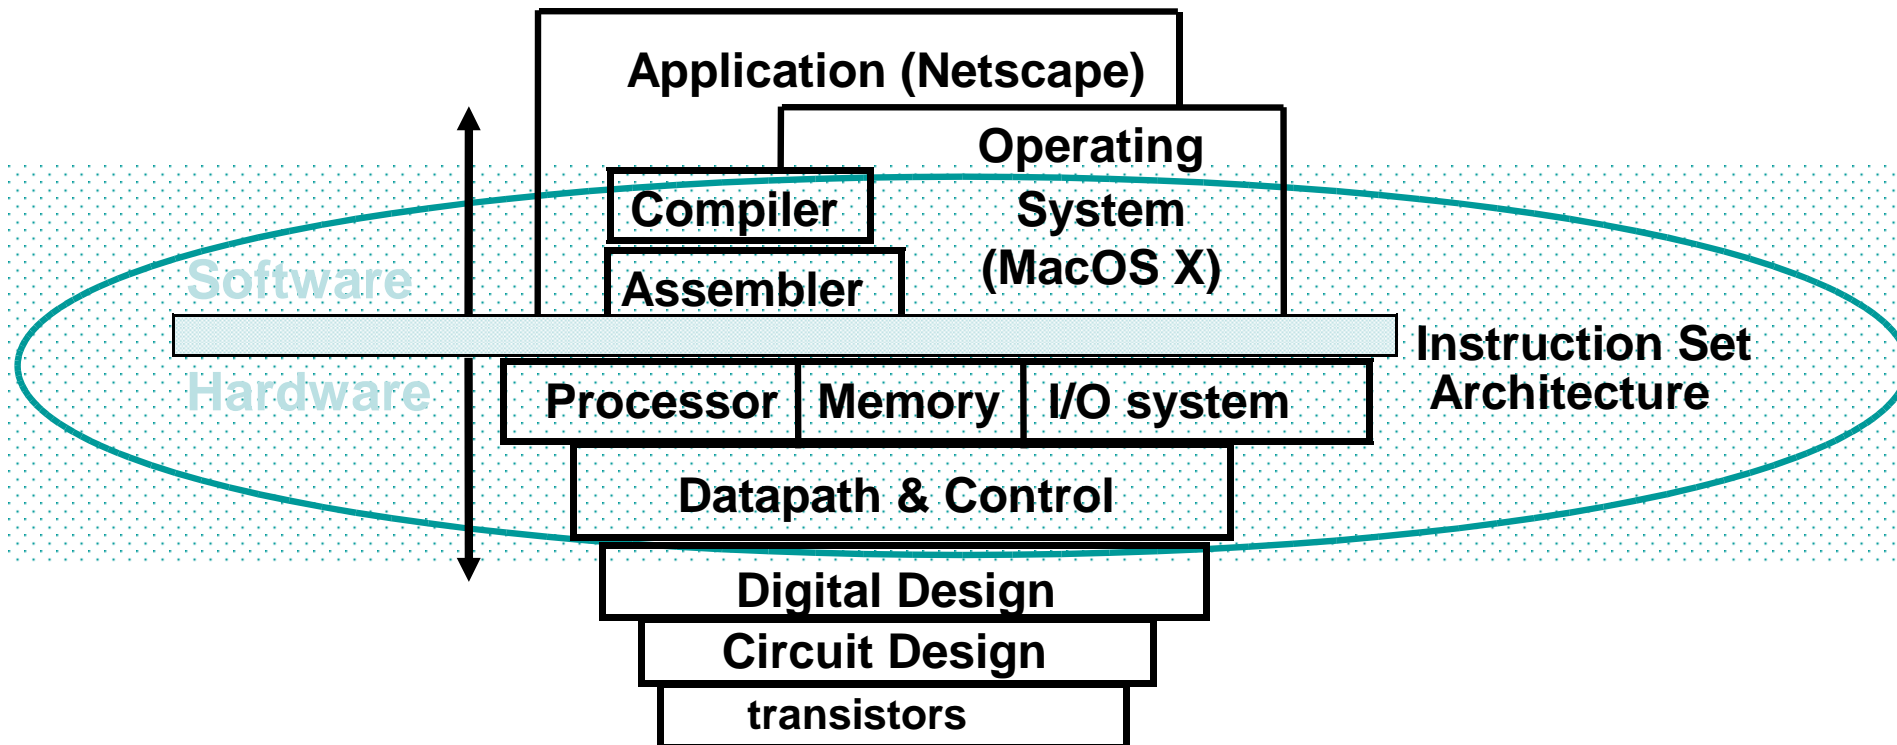 Application (Netscape)
Operating
System
(MacOS X)
Compiler
Assembler
Software
Hardware
Instruction Set
Architecture
Processor
Memory
I/O system
Datapath & Control
Digital Design
Circuit Design
transistors